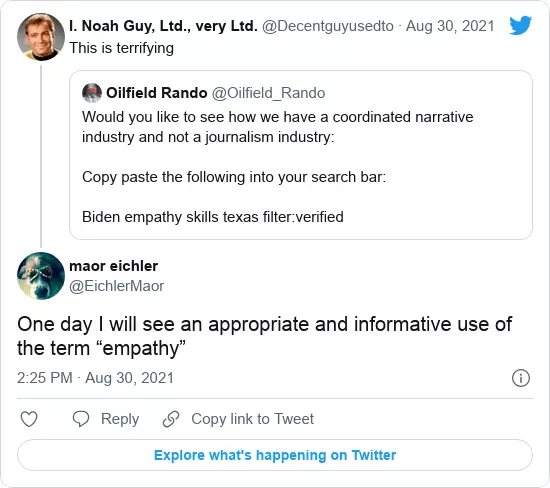 I. Noah Guy, Ltd., very Ltd. @Decentguyusedto · Aug 30, 2021
This is terrifying
Oilfield Rando @Oilfield_Rando
Would you like to see how we have a coordinated narrative
industry and not a journalism industry:
Copy paste the following into your search bar:
Biden empathy skills texas filter:verified
maor eichler
@EichlerMaor
One day I will see an appropriate and informative use of
the term “empathy”
2:25 PM · Aug 30, 2021
Reply
Copy link to Tweet
Explore what's happening on Twitter